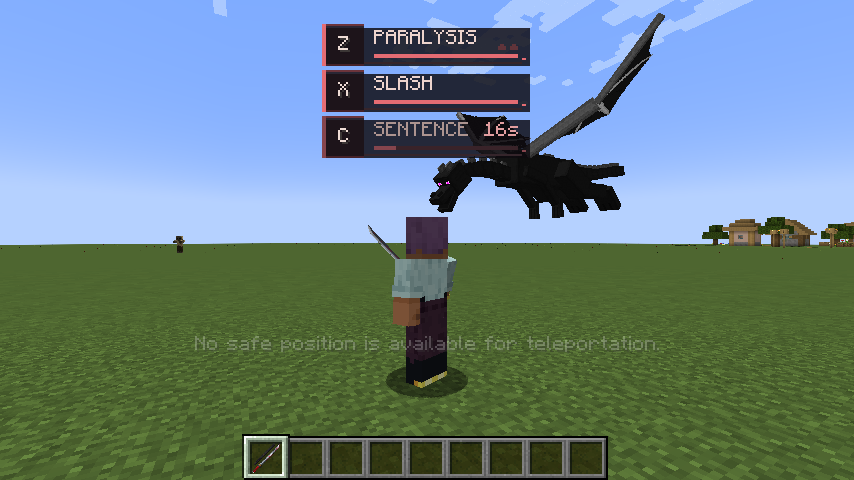 Z PARALYSIS
X SLASH
C SENTENCE 16s
No safe position is available for teleportation.